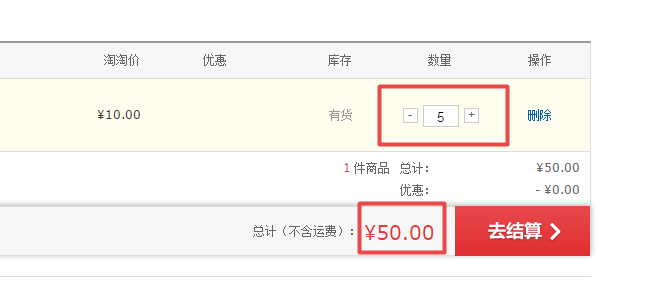 淘淘价 优惠 库存 数量 操作
¥10.00 有货 - 5 + 删除
1 件商品 总计： ¥50.00
优惠： - ¥0.00
总计（不含运费）： ¥50.00 去结算 >